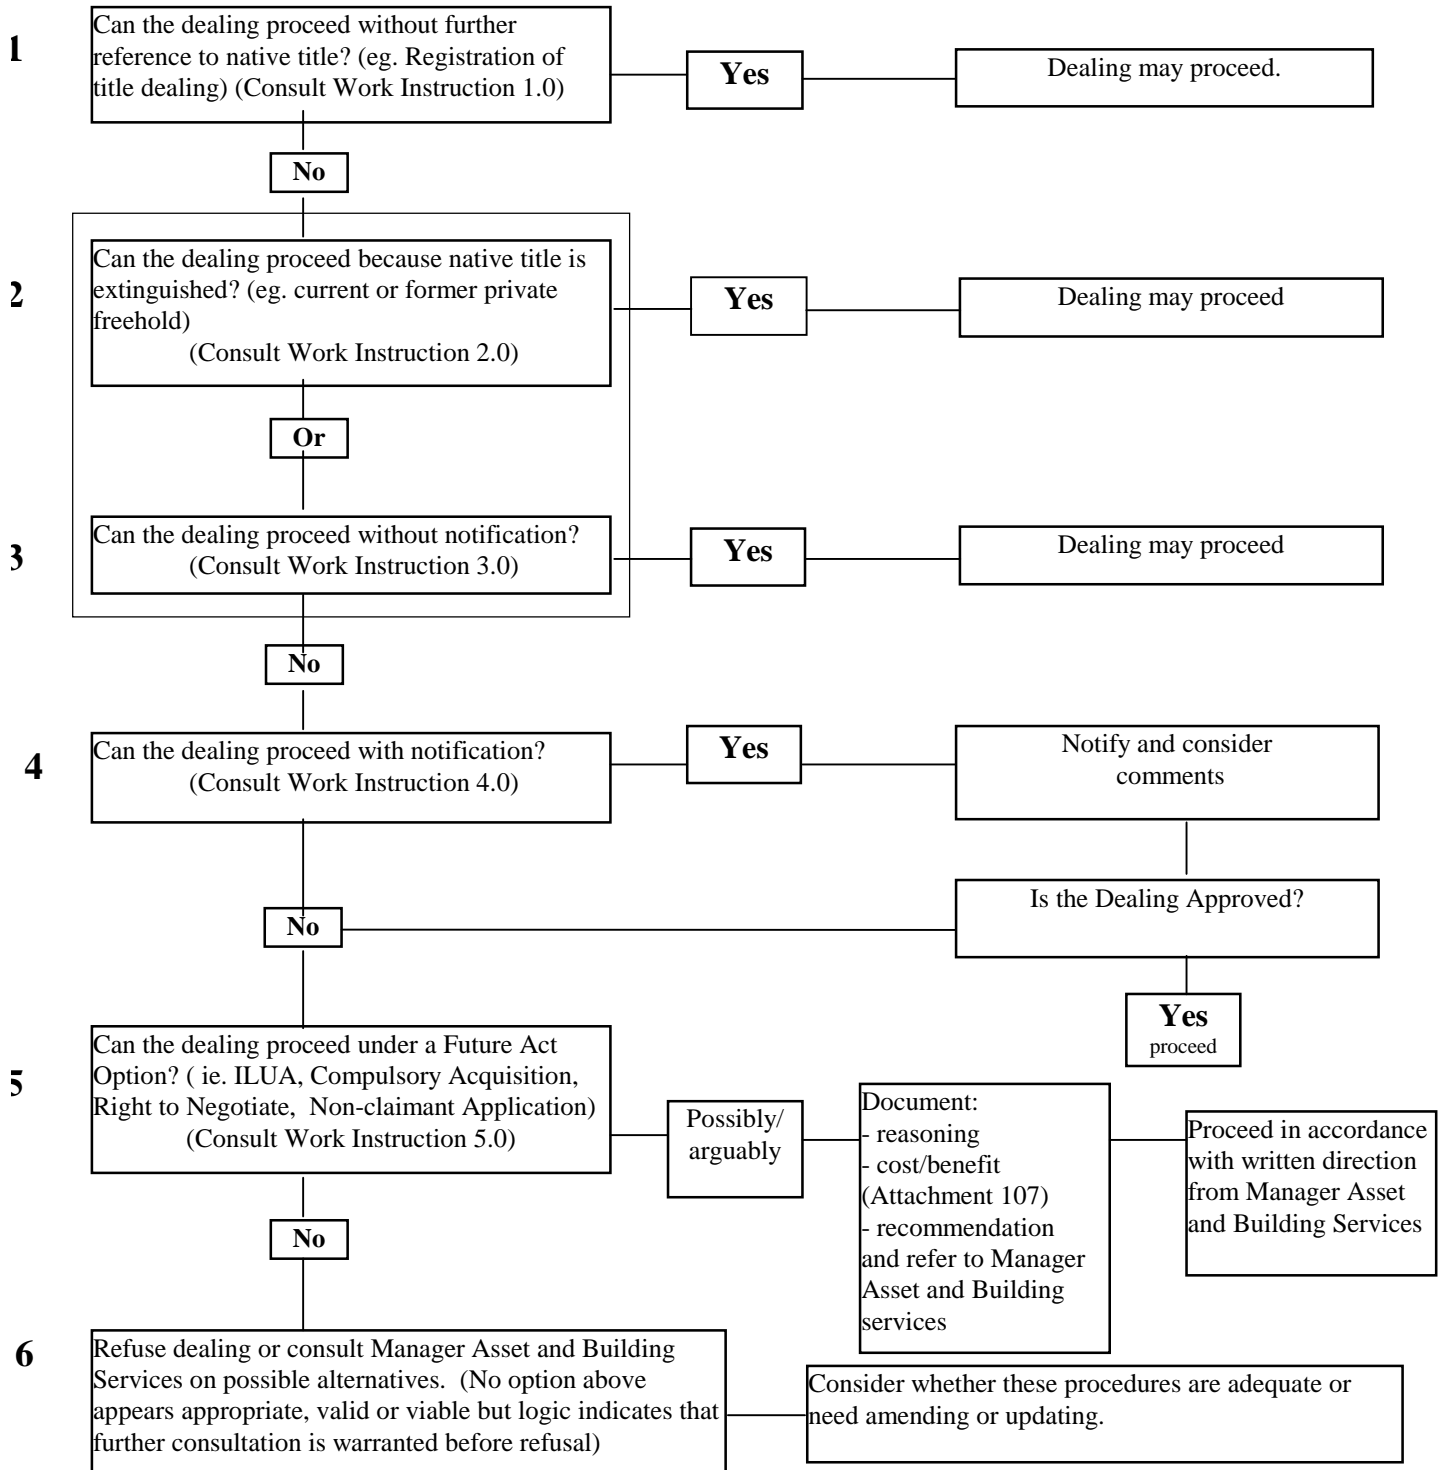 1
Can the dealing proceed without further
reference to native title? (eg. Registration of
title dealing) (Consult Work Instruction 1.0)
Yes
Dealing may proceed.
No
2
Can the dealing proceed because native title is
extinguished? (eg. current or former private
freehold)
(Consult Work Instruction 2.0)
Yes
Dealing may proceed
Or
3
Can the dealing proceed without notification?
(Consult Work Instruction 3.0)
Yes
Dealing may proceed
No
4
Can the dealing proceed with notification?
(Consult Work Instruction 4.0)
Yes
Notify and consider
comments
Is the Dealing Approved?
No
Yes
proceed
5
Can the dealing proceed under a Future Act
Option? ( ie. ILUA, Compulsory Acquisition,
Right to Negotiate, Non-claimant Application)
(Consult Work Instruction 5.0)
Possibly/
arguably
Document:
- reasoning
- cost/benefit
(Attachment 107)
- recommendation
and refer to Manager
Asset and Building
services
Proceed in accordance
with written direction
from Manager Asset
and Building Services
No
6
Refuse dealing or consult Manager Asset and Building
Services on possible alternatives. (No option above
appears appropriate, valid or viable but logic indicates that
further consultation is warranted before refusal)
Consider whether these procedures are adequate or
need amending or updating.